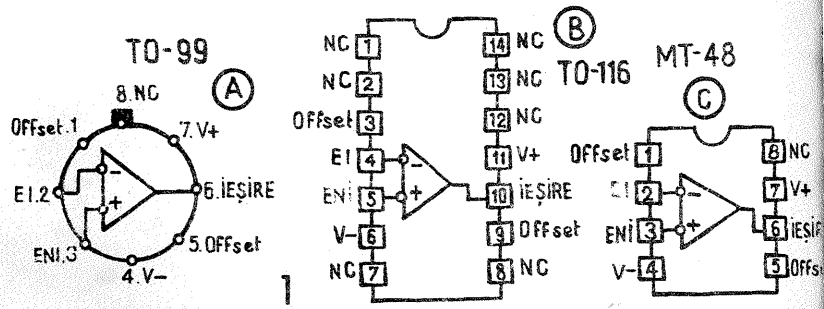 TO-99
A
8.NC
Offset.1
7.V+
EI.2
6.IEŞIRE
ENI.3
5.Offset
4.V-
-
+
1
B
TO-116
NC 1
NC 2
Offset 3
EI 4
ENI 5
V- 6
NC 7
14 NC
13 NC
12 NC
11 V+
10 IEŞIRE
9 Offset
8 NC
-
+
MT-48
C
Offset 1
EI 2
ENI 3
V- 4
8 NC
7 V+
6
5
-
+